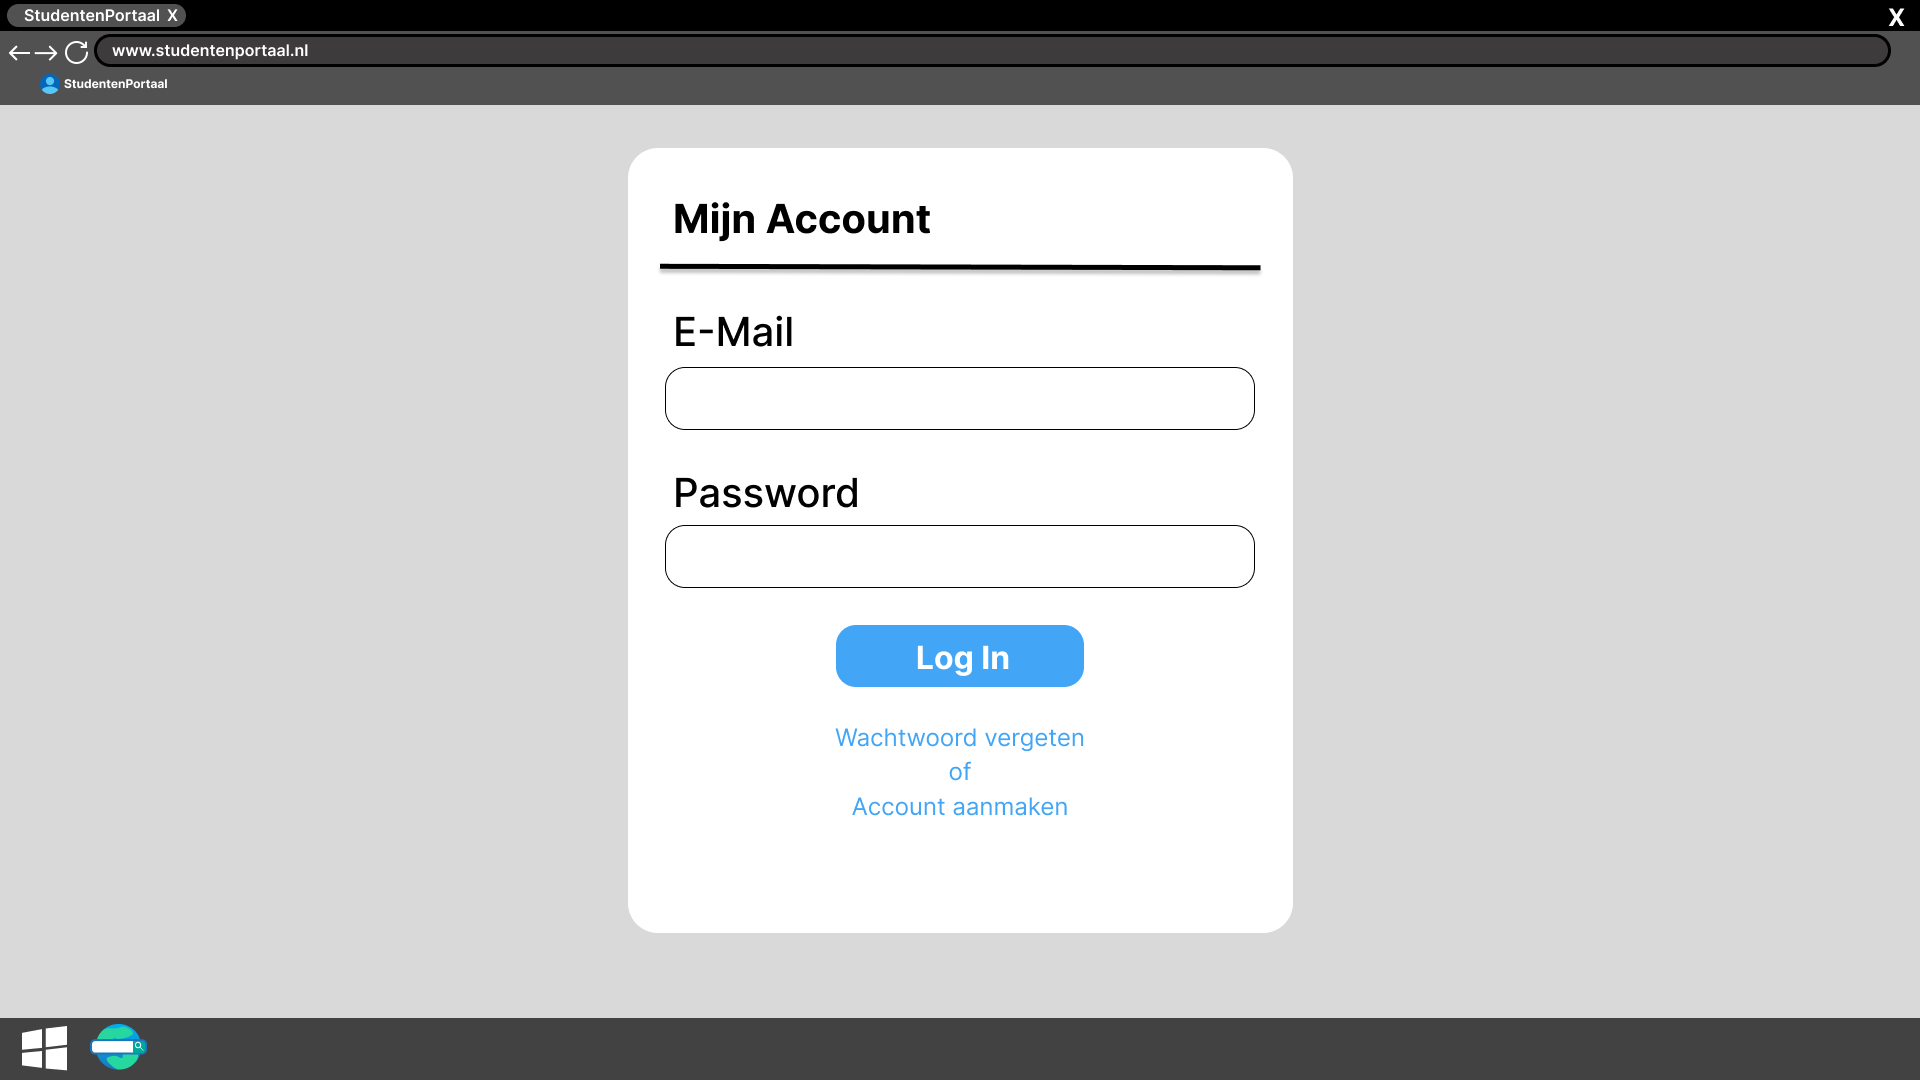 StudentenPortaal X
X
www.studentenportaal.nl
StudentenPortaal
Mijn Account
E-Mail
Password
Log In
Wachtwoord vergeten
of
Account aanmaken